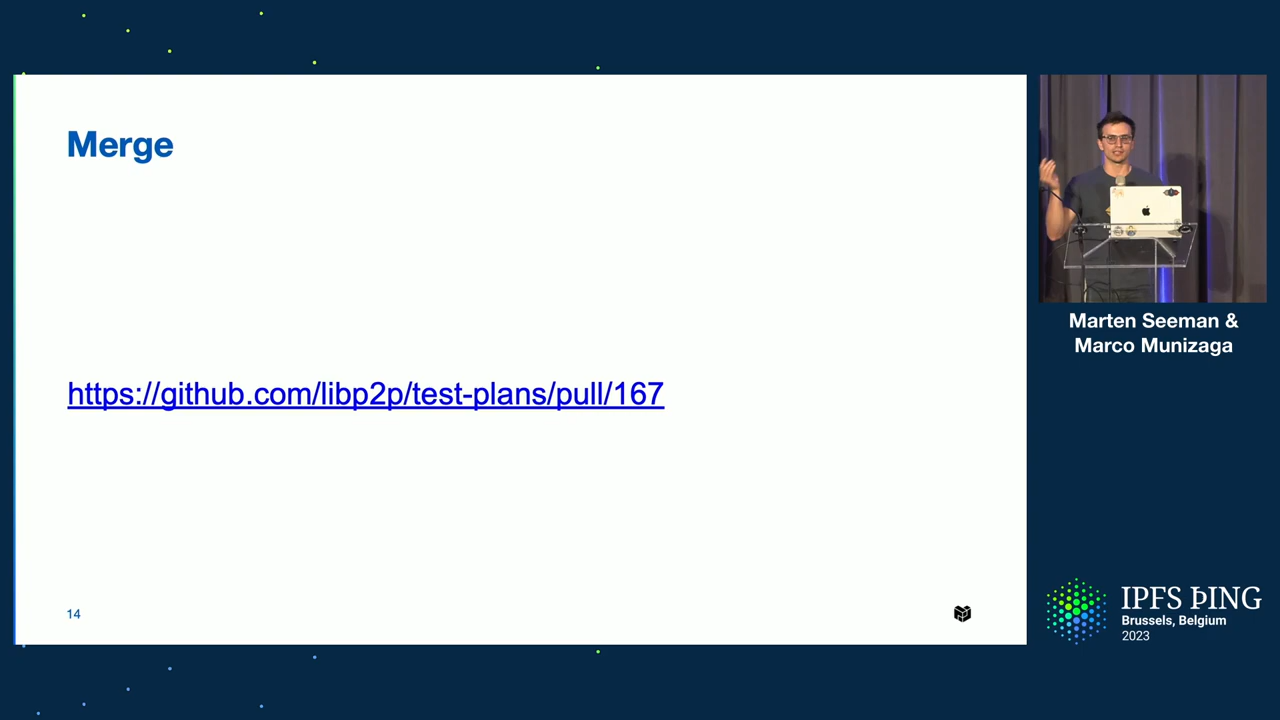 Merge
https://github.com/libp2p/test-plans/pull/167
14
Marten Seeman &
Marco Munizaga
IPFS ÞING
Brussels, Belgium
2023